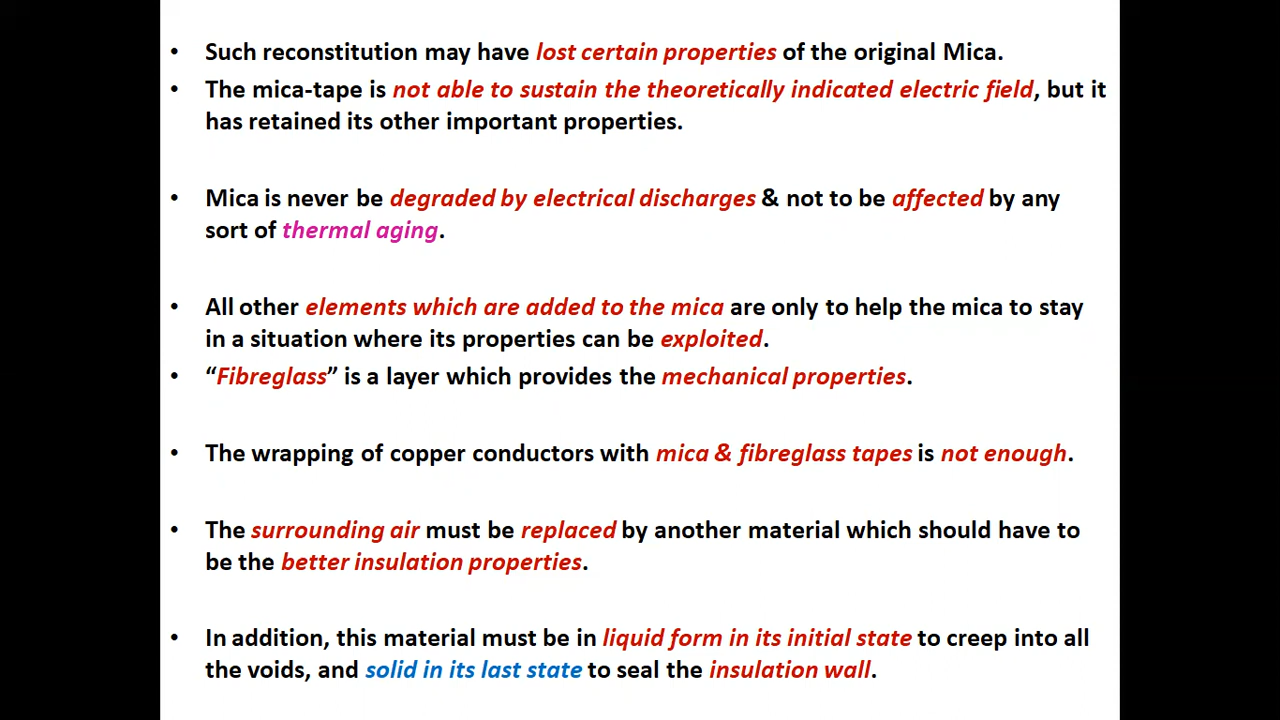 • Such reconstitution may have lost certain properties of the original Mica.
• The mica-tape is not able to sustain the theoretically indicated electric field, but it
has retained its other important properties.
• Mica is never be degraded by electrical discharges & not to be affected by any
sort of thermal aging.
• All other elements which are added to the mica are only to help the mica to stay
in a situation where its properties can be exploited.
• “Fibreglass” is a layer which provides the mechanical properties.
• The wrapping of copper conductors with mica & fibreglass tapes is not enough.
• The surrounding air must be replaced by another material which should have to
be the better insulation properties.
• In addition, this material must be in liquid form in its initial state to creep into all
the voids, and solid in its last state to seal the insulation wall.